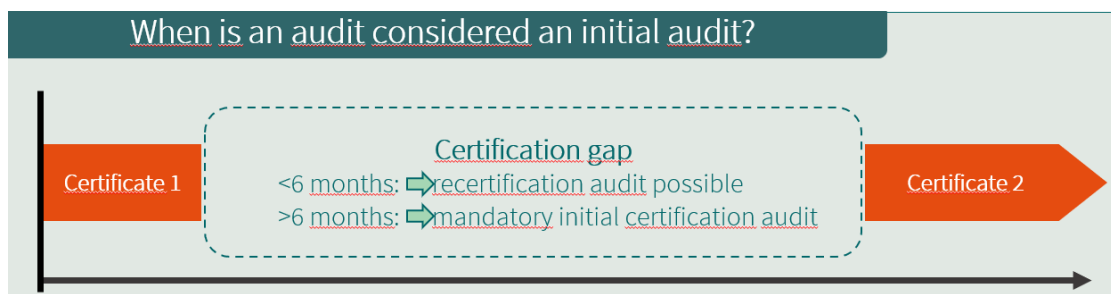 When is an audit considered an initial audit?
Certification gap
Certificate 1
<6 months: recertification audit possible
Certificate 2
>6 months: mandatory initial certification audit